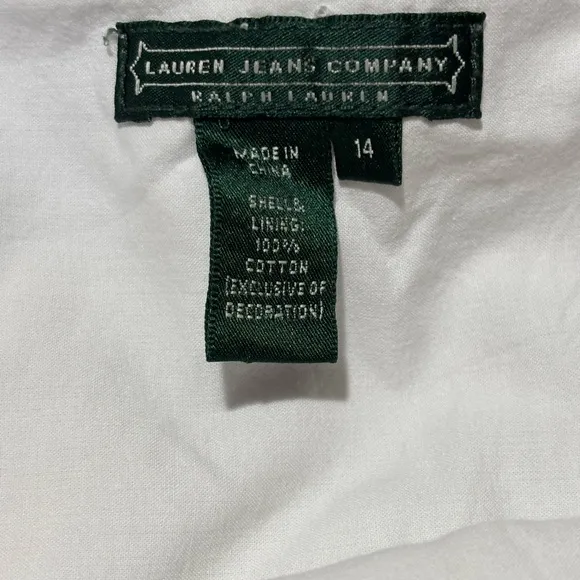 LAUREN JEANS COMPANY
RALPH LAUREN
14
MADE IN
CHINA
SHELL &
LINING:
100%
COTTON
(EXCLUSIVE OF
DECORATION)